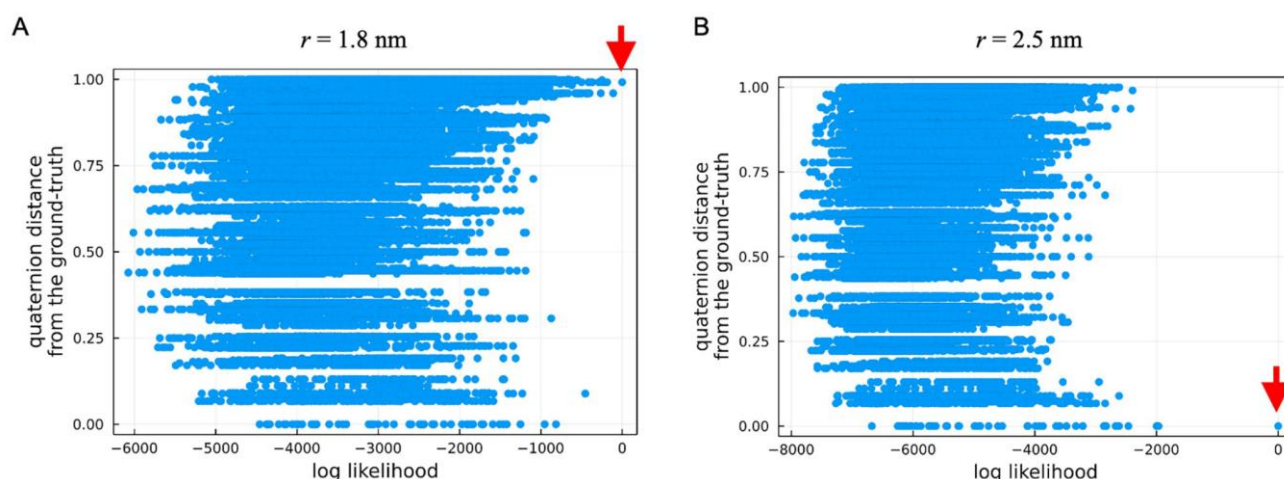 A
r = 1.8 nm
1.00
0.75
0.50
0.25
0.00
quaternion distance
from the ground-truth
−6000 −5000 −4000 −3000 −2000 −1000 0
log likelihood
B
r = 2.5 nm
1.00
0.75
0.50
0.25
0.00
quaternion distance
from the ground-truth
−8000 −6000 −4000 −2000 0
log likelihood